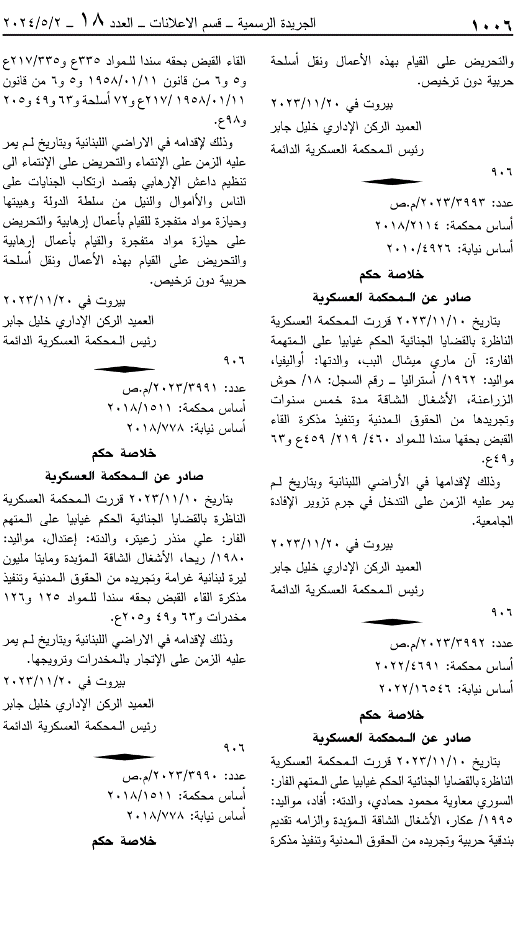 ١٠٠٦
الجريدة الرسمية ــ قسم الاعلانات ــ العدد ١٨ ــ ٢٠٢٤/٥/٢
والتحريض على القيام بهذه الأعمال ونقل أسلحة
حربية دون ترخيص.
بيروت في ٢٠٢٣/١١/٢٠
العميد الركن الإداري خليل جابر
رئيس المحكمة العسكرية الدائمة
٩٠٦
عدد: ٢٠٢٣/٣٩٩٣/م.ص
أساس محكمة: ٢٠١٨/٢١١٤
أساس نيابة: ٢٠١٠/٤٩٢٦
خلاصة حكم
صادر عن المحكمة العسكرية
بتاريخ ٢٠٢٣/١١/١٠ قررت المحكمة العسكرية
الناظرة بالقضايا الجنائية الحكم غيابيا على المتهمة
الفارة: آن ماري ميشال البب، والدتها: أواليفيا،
مواليد: ١٩٦٢/ أستراليا ــ رقم السجل: ١٨/ حوش
الزراعنة، الأشغال الشاقة مدة خمس سنوات
وتجريدها من الحقوق المدنية وتنفيذ مذكرة القاء
القبض بحقها سندا للمواد ٤٦٠/ ٢١٩/ ٤٥٩ع و٦٣
و٤٩ع.
وذلك لإقدامها في الأراضي اللبنانية وبتاريخ لم
يمر عليه الزمن على التدخل في جرم تزوير الإفادة
الجامعية.
بيروت في ٢٠٢٣/١١/٢٠
العميد الركن الإداري خليل جابر
رئيس المحكمة العسكرية الدائمة
٩٠٦
عدد: ٢٠٢٣/٣٩٩٢/م.ص
أساس محكمة: ٢٠٢٢/٤٦٩١
أساس نيابة: ٢٠٢٢/١٦٥٤٦
خلاصة حكم
صادر عن المحكمة العسكرية
بتاريخ ٢٠٢٣/١١/١٠ قررت المحكمة العسكرية
الناظرة بالقضايا الجنائية الحكم غيابيا على المتهم الفار:
السوري معاوية محمود حمادي، والدته: أفاد، مواليد:
١٩٩٥/ عكار، الأشغال الشاقة المؤبدة والزامه تقديم
بندقية حربية وتجريده من الحقوق المدنية وتنفيذ مذكرة
القاء القبض بحقه سندا للمواد ٣٣٥ع و٢١٧/٣٣٥ع
و٥ و٦ من قانون ١٩٥٨/٠١/١١ و٥ و٦ من قانون
١٩٥٨/٠١/١١ /٢١٧ع و٧٢ أسلحة و٦٣ و٤٩ و٢٠٥
و٩٨ع.
وذلك لإقدامه في الاراضي اللبنانية وبتاريخ لم يمر
عليه الزمن على الإنتماء والتحريض على الإنتماء الى
تنظيم داعش الإرهابي بقصد ارتكاب الجنايات على
الناس والأموال والنيل من سلطة الدولة وهيبتها
وحيازة مواد متفجرة للقيام بأعمال إرهابية والتحريض
على حيازة مواد متفجرة والقيام بأعمال إرهابية
والتحريض على القيام بهذه الأعمال ونقل أسلحة
حربية دون ترخيص.
بيروت في ٢٠٢٣/١١/٢٠
العميد الركن الإداري خليل جابر
رئيس المحكمة العسكرية الدائمة
٩٠٦
عدد: ٢٠٢٣/٣٩٩١/م.ص
أساس محكمة: ٢٠١٨/١٥١١
أساس نيابة: ٢٠١٨/٧٧٨
خلاصة حكم
صادر عن المحكمة العسكرية
بتاريخ ٢٠٢٣/١١/١٠ قررت المحكمة العسكرية
الناظرة بالقضايا الجنائية الحكم غيابيا على المتهم
الفار: علي منذر زعيتر، والدته: إعتدال، مواليد:
١٩٨٠/ ريحا، الأشغال الشاقة المؤبدة ومايتا مليون
ليرة لبنانية غرامة وتجريده من الحقوق المدنية وتنفيذ
مذكرة القاء القبض بحقه سندا للمواد ١٢٥ و١٢٦
مخدرات و٦٣ و٤٩ و٢٠٥ع.
وذلك لإقدامه في الاراضي اللبنانية وبتاريخ لم يمر
عليه الزمن على الإتجار بالمخدرات وترويجها.
بيروت في ٢٠٢٣/١١/٢٠
العميد الركن الإداري خليل جابر
رئيس المحكمة العسكرية الدائمة
٩٠٦
عدد: ٢٠٢٣/٣٩٩٠/م.ص
أساس محكمة: ٢٠١٨/١٥١١
أساس نيابة: ٢٠١٨/٧٧٨
خلاصة حكم